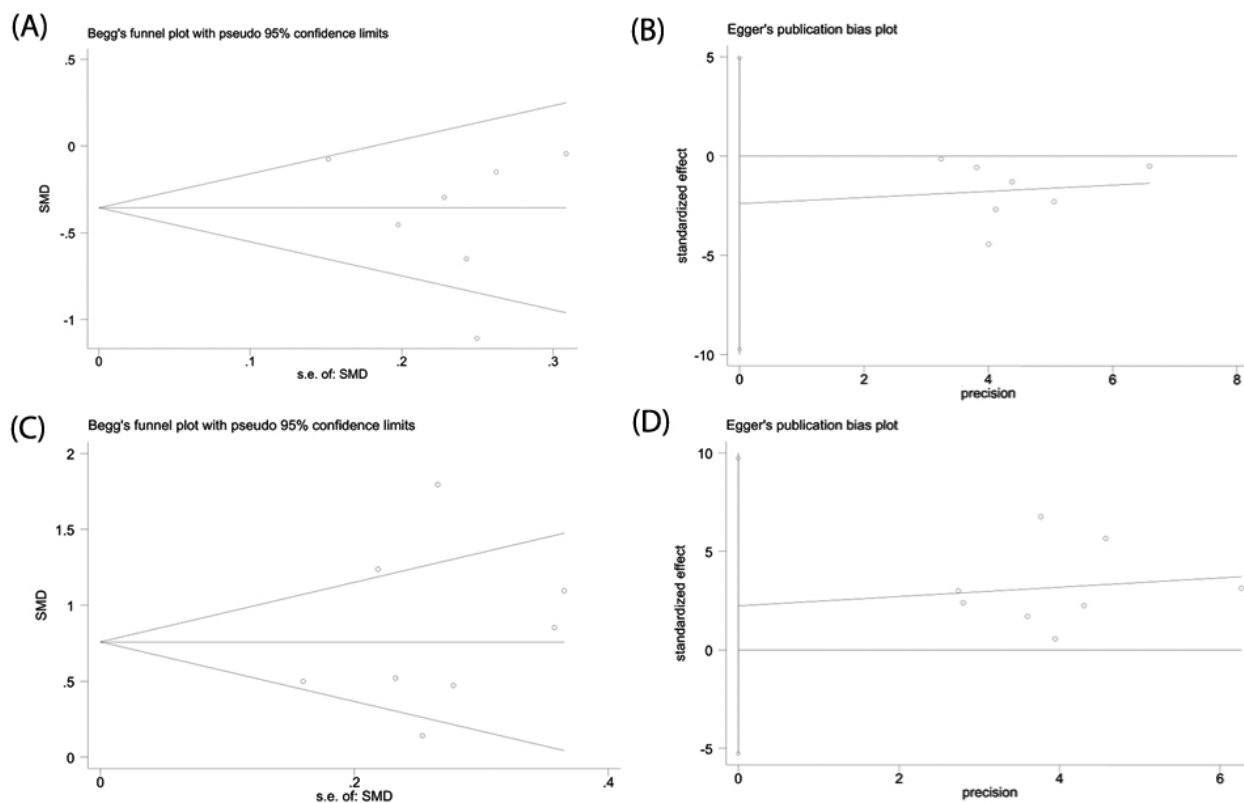 (A)
Begg's funnel plot with pseudo 95% confidence limits
.5
0
-.5
-1
SMD
0
.1
.2
.3
s.e. of: SMD
(B)
Egger's publication bias plot
5
0
-5
-10
standardized effect
0
2
4
6
8
precision
(C)
Begg's funnel plot with pseudo 95% confidence limits
2
1.5
1
.5
0
SMD
0
.2
.4
s.e. of: SMD
(D)
Egger's publication bias plot
10
5
0
-5
standardized effect
0
2
4
6
precision